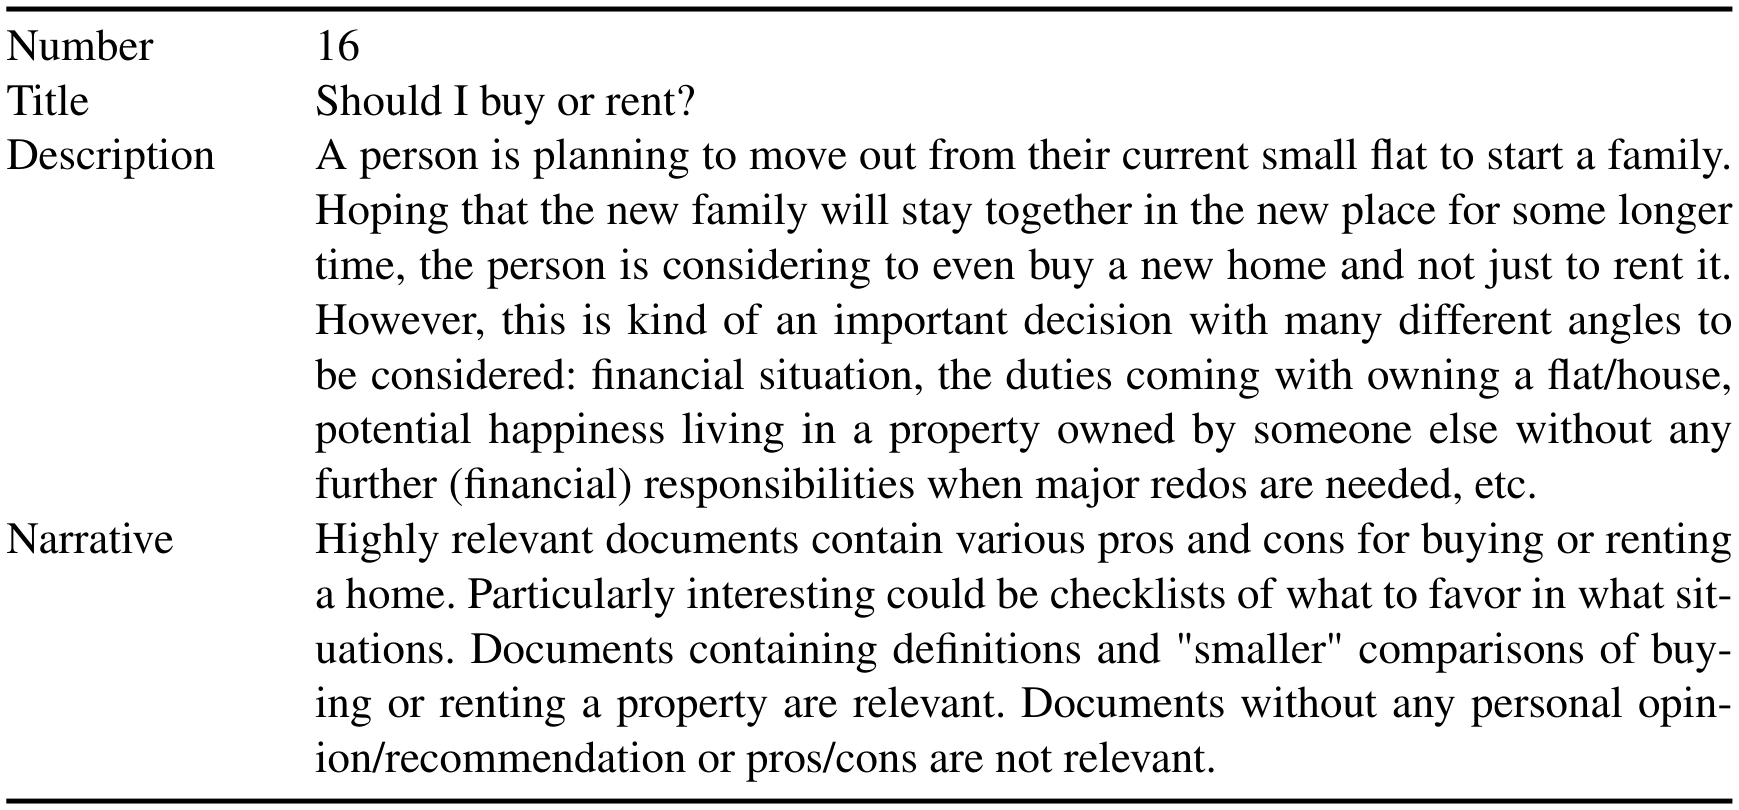 Number 16
Title Should I buy or rent?
Description A person is planning to move out from their current small flat to start a family.
Hoping that the new family will stay together in the new place for some longer
time, the person is considering to even buy a new home and not just to rent it.
However, this is kind of an important decision with many different angles to
be considered: financial situation, the duties coming with owning a flat/house,
potential happiness living in a property owned by someone else without any
further (financial) responsibilities when major redos are needed, etc.
Narrative Highly relevant documents contain various pros and cons for buying or renting
a home. Particularly interesting could be checklists of what to favor in what sit-
uations. Documents containing definitions and "smaller" comparisons of buy-
ing or renting a property are relevant. Documents without any personal opin-
ion/recommendation or pros/cons are not relevant.